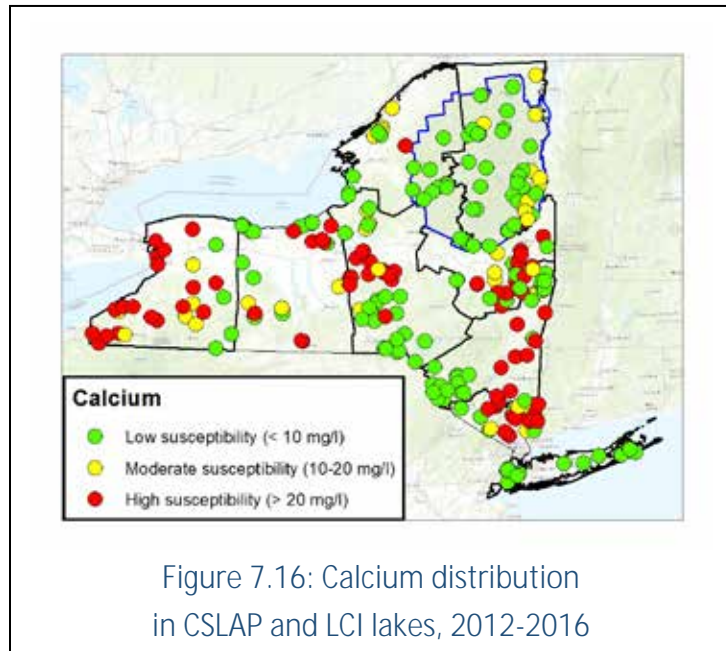 Calcium
Low susceptibility (< 10 mg/l)
Moderate susceptibility (10-20 mg/l)
High susceptibility (> 20 mg/l)
Figure 7.16: Calcium distribution
in CSLAP and LCI lakes, 2012-2016